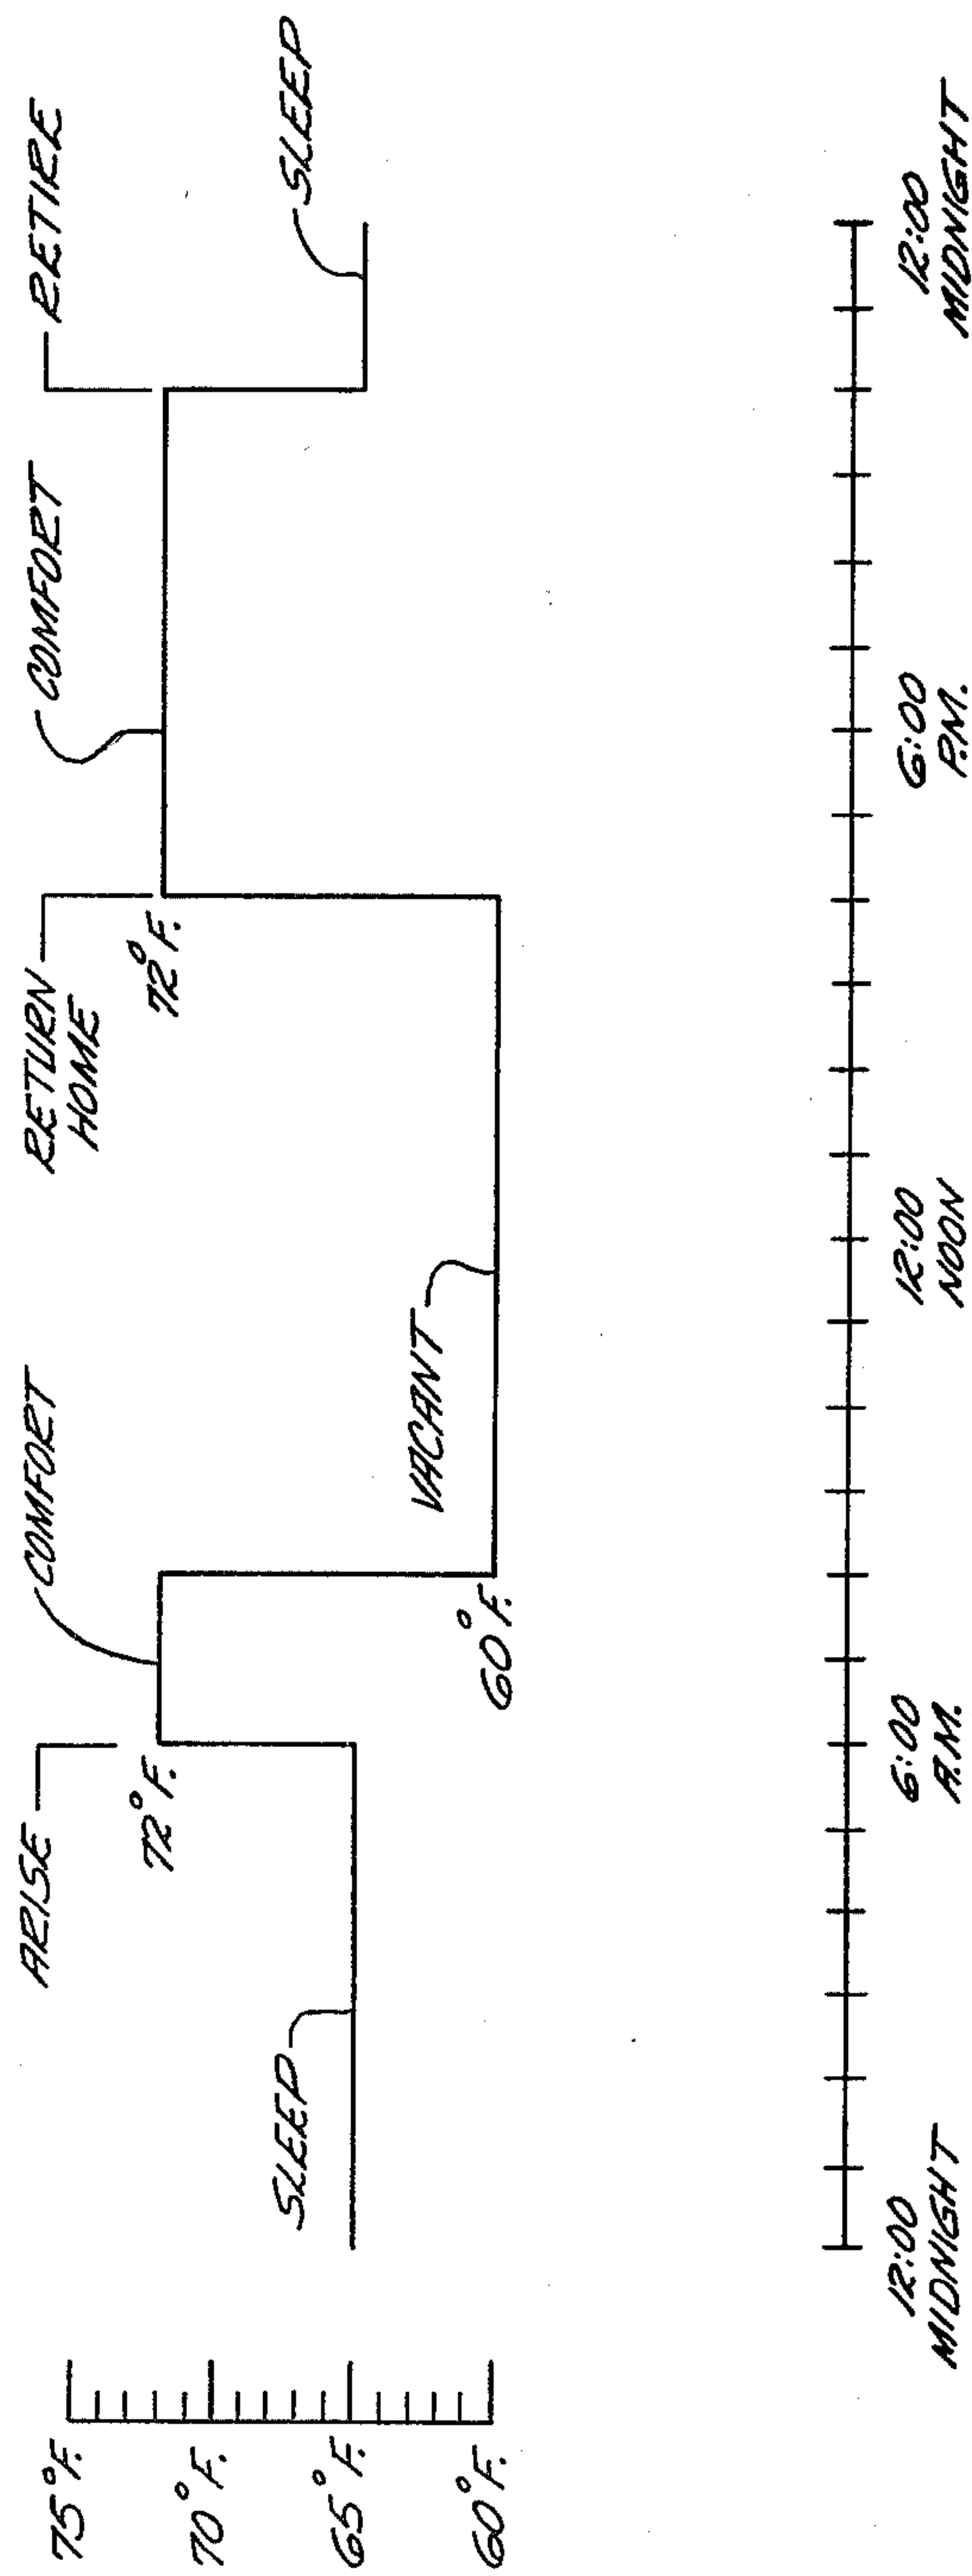 75°F.
70°F.
65°F.
60°F.
ARISE
COMFORT
RETURN
HOME
COMFORT
RETIRE
72°F.
72°F.
SLEEP
SLEEP
VACANT
60°F.
12:00
MIDNIGHT
6:00
A.M.
12:00
NOON
6:00
P.M.
12:00
MIDNIGHT